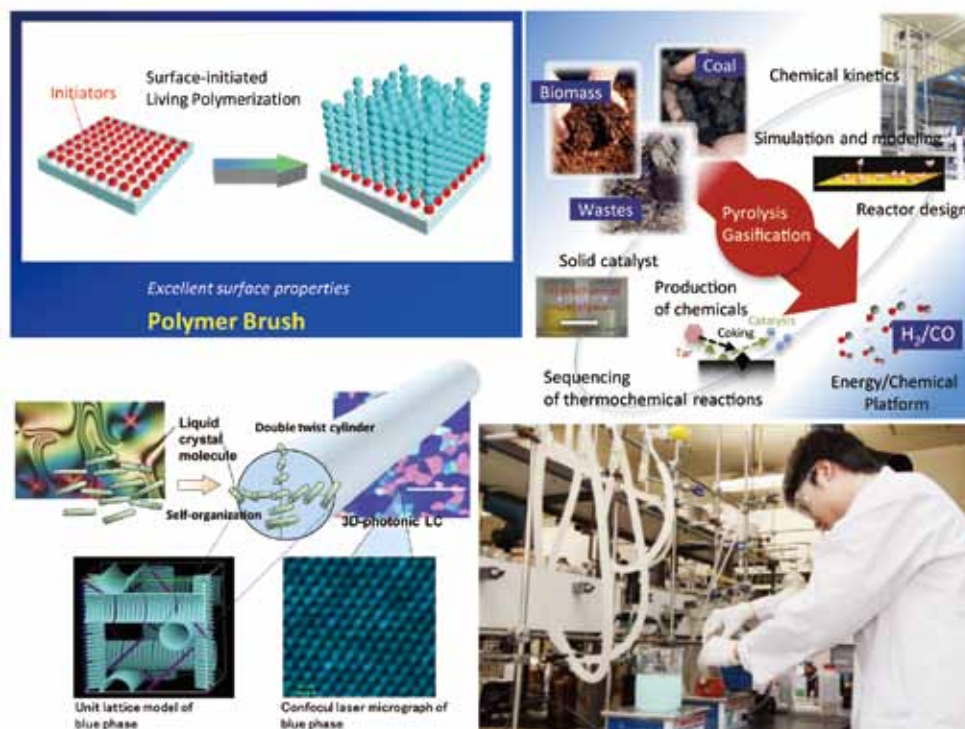 Initiators
Surface-initiated
Living Polymerization
Excellent surface properties
Polymer Brush
Biomass
Coal
Wastes
Chemical kinetics
Simulation and modeling
Reactor design
Pyrolysis
Gasification
Solid catalyst
Production
of chemicals
Catalysis
Coking
Tar
Sequencing
of thermochemical reactions
H₂/CO
Energy/Chemical
Platform
Liquid
crystal
molecule
Double twist cylinder
Self-organization
3D-photonic LC
Unit lattice model of
blue phase
Confocul laser micrograph of
blue phase